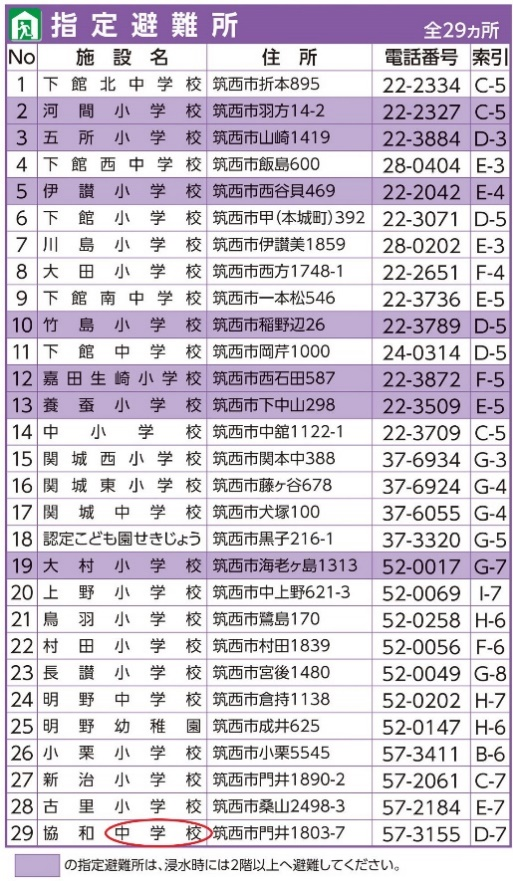 指定避難所 全29ヵ所
No 施設名 住所 電話番号 索引
1 下館北中学校 筑西市折本895 22-2334 C-5
2 河間小学校 筑西市羽方14-2 22-2327 C-5
3 五所小学校 筑西市山崎1419 22-3884 D-3
4 下館西中学校 筑西市飯島600 28-0404 E-3
5 伊讃小学校 筑西市西谷貝469 22-2042 E-4
6 下館小学校 筑西市甲(本城町)392 22-3071 D-5
7 川島小学校 筑西市伊讃美1859 28-0202 E-3
8 大田小学校 筑西市西方1748-1 22-2651 F-4
9 下館南中学校 筑西市一本松546 22-3736 E-5
10 竹島小学校 筑西市稲野辺26 22-3789 D-5
11 下館中学校 筑西市岡芹1000 24-0314 D-5
12 嘉田生崎小学校 筑西市西石田587 22-3872 F-5
13 養蚕小学校 筑西市下中山298 22-3509 E-5
14 中小学校 筑西市中舘1122-1 22-3709 C-5
15 関城西小学校 筑西市関本中388 37-6934 G-3
16 関城東小学校 筑西市藤ヶ谷678 37-6924 G-4
17 関城中学校 筑西市犬塚100 37-6055 G-4
18 認定こども園せきじょう 筑西市黒子216-1 37-3320 G-5
19 大村小学校 筑西市海老ヶ島1313 52-0017 G-7
20 上野小学校 筑西市中上野621-3 52-0069 I-7
21 鳥羽小学校 筑西市鷺島170 52-0258 H-6
22 村田小学校 筑西市村田1839 52-0056 F-6
23 長讃小学校 筑西市宮後1480 52-0049 G-8
24 明野中学校 筑西市倉持1138 52-0202 H-7
25 明野幼稚園 筑西市成井625 52-0147 H-6
26 小栗小学校 筑西市小栗5545 57-3411 B-6
27 新治小学校 筑西市門井1890-2 57-2061 C-7
28 古里小学校 筑西市桑山2498-3 57-2184 E-7
29 協和中学校 筑西市門井1803-7 57-3155 D-7
の指定避難所は、浸水時には2階以上へ避難してください。